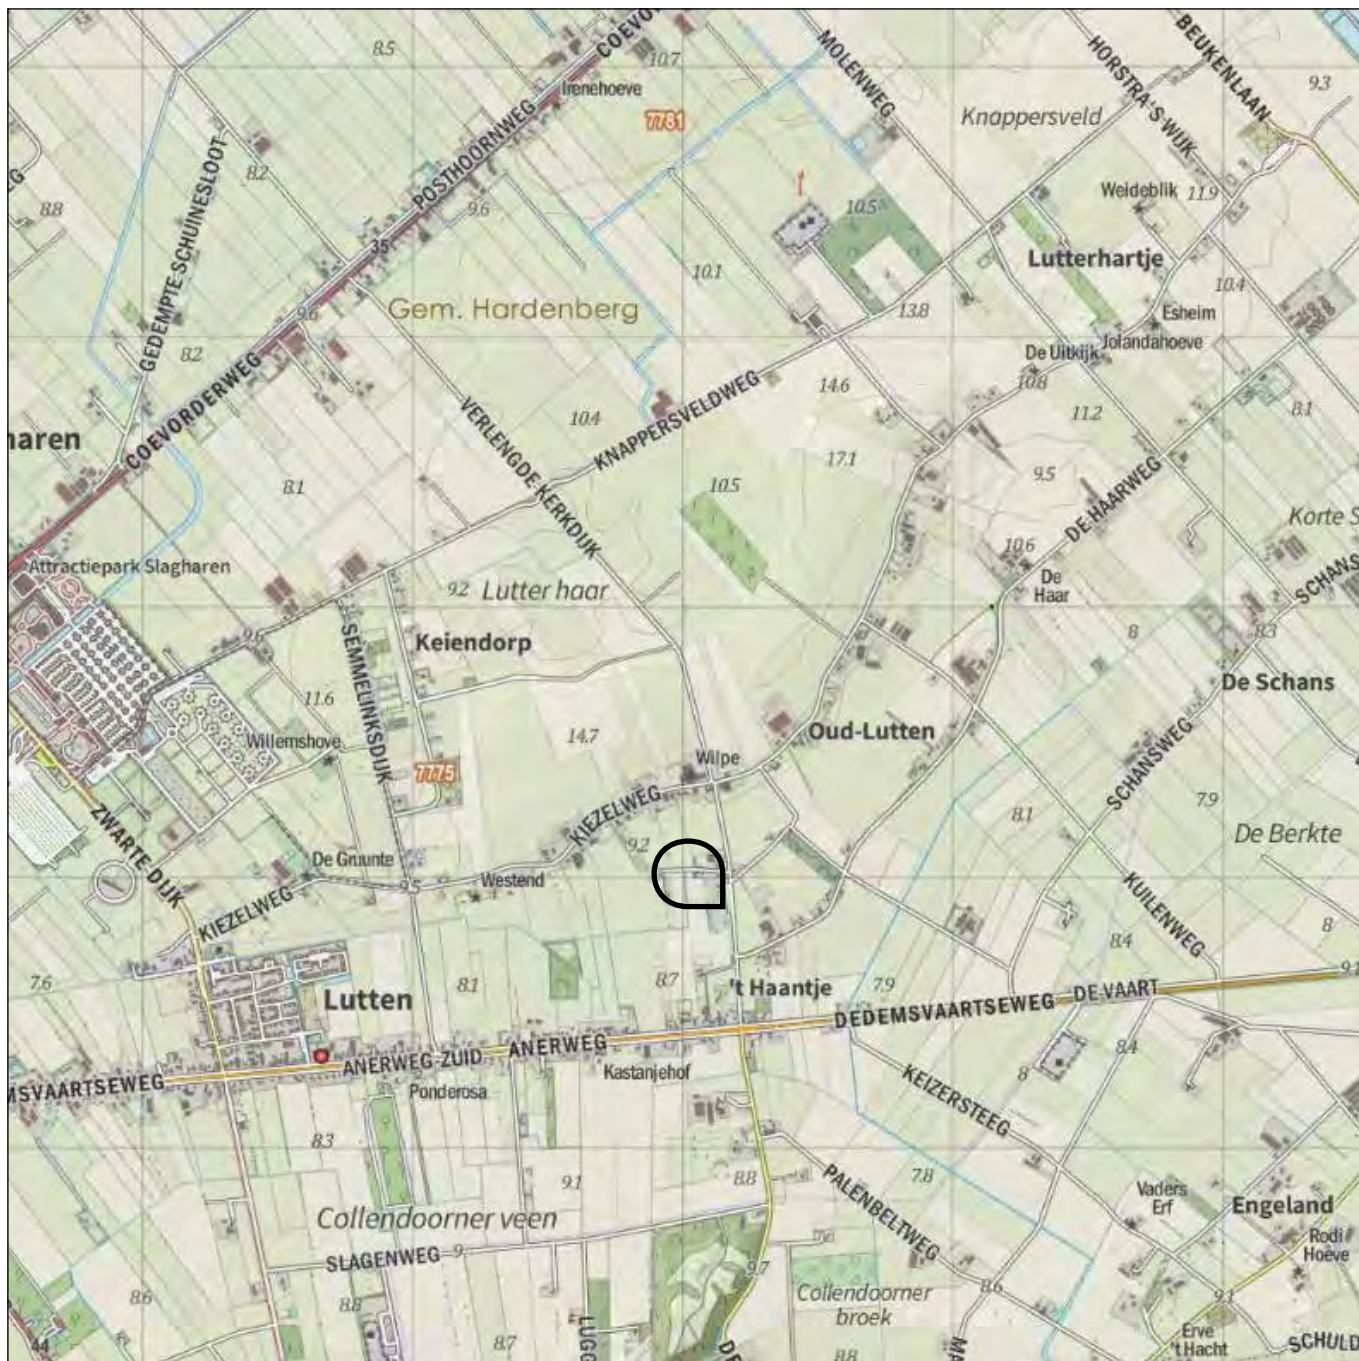 8.5
COEVO
10.7
MOLENWEG
HORSTRA'S WIJK
BEUKENLAAN
9.3
Irenehoeve
7781
Knappersveld
GEDEMPTE SCHUINESLOOT
POSTHOORNWEG
8.2
8.8
9.6
35
10.5
Weideblik
11.9
Lutterhartje
10.1
10.4
Gem. Hardenberg
9.6
13.8
Esheim
Jolandahoeve
De Uitkijk
8.2
10.8
14.6
11.2
8.1
COEVORDERWEG
VERLENGDE KERKDIJK
10.4
KNAPPERSVELDWEG
haren
17.1
9.5
DE HAARWEG
8.1
10.5
Korte S
10.6
Attractiepark Slagharen
De
Haar
SCHANS
9.2
Lutter haar
9.6
SEMMELINKSDIJK
Keiendorp
8
8.3
De Schans
11.6
Willemshove
14.7
Oud-Lutten
7775
Wilpe
SCHANSWEG
7.9
ZWARTE DIJK
KIEZELWEG
9.2
8.1
De Berkte
De Gruunte
9.5
Westend
KIEZELWEG
KUILENWEG
8
8.4
7.6
Lutten
8.1
8.7
't Haantje
7.9
9.1
DEDEMSVAARTSEWEG
DE VAART
MSVAARTSEWEG
ANERWEG-ZUID
ANERWEG
Ponderosa
Kastanjehof
8
8.4
KEIZERSTEEG
8.3
9.1
8.8
PALENBELTWEG
7.8
Vaders
Erf
Engeland
Collendoorner veen
Rodi
Hoeve
SLAGENWEG
9
9.7
8.6
8.8
Collendoorner
broek
8.6
9.1
44
8.7
LUGG
DE
8.8
MA
Erve
't Hacht
SCHULD